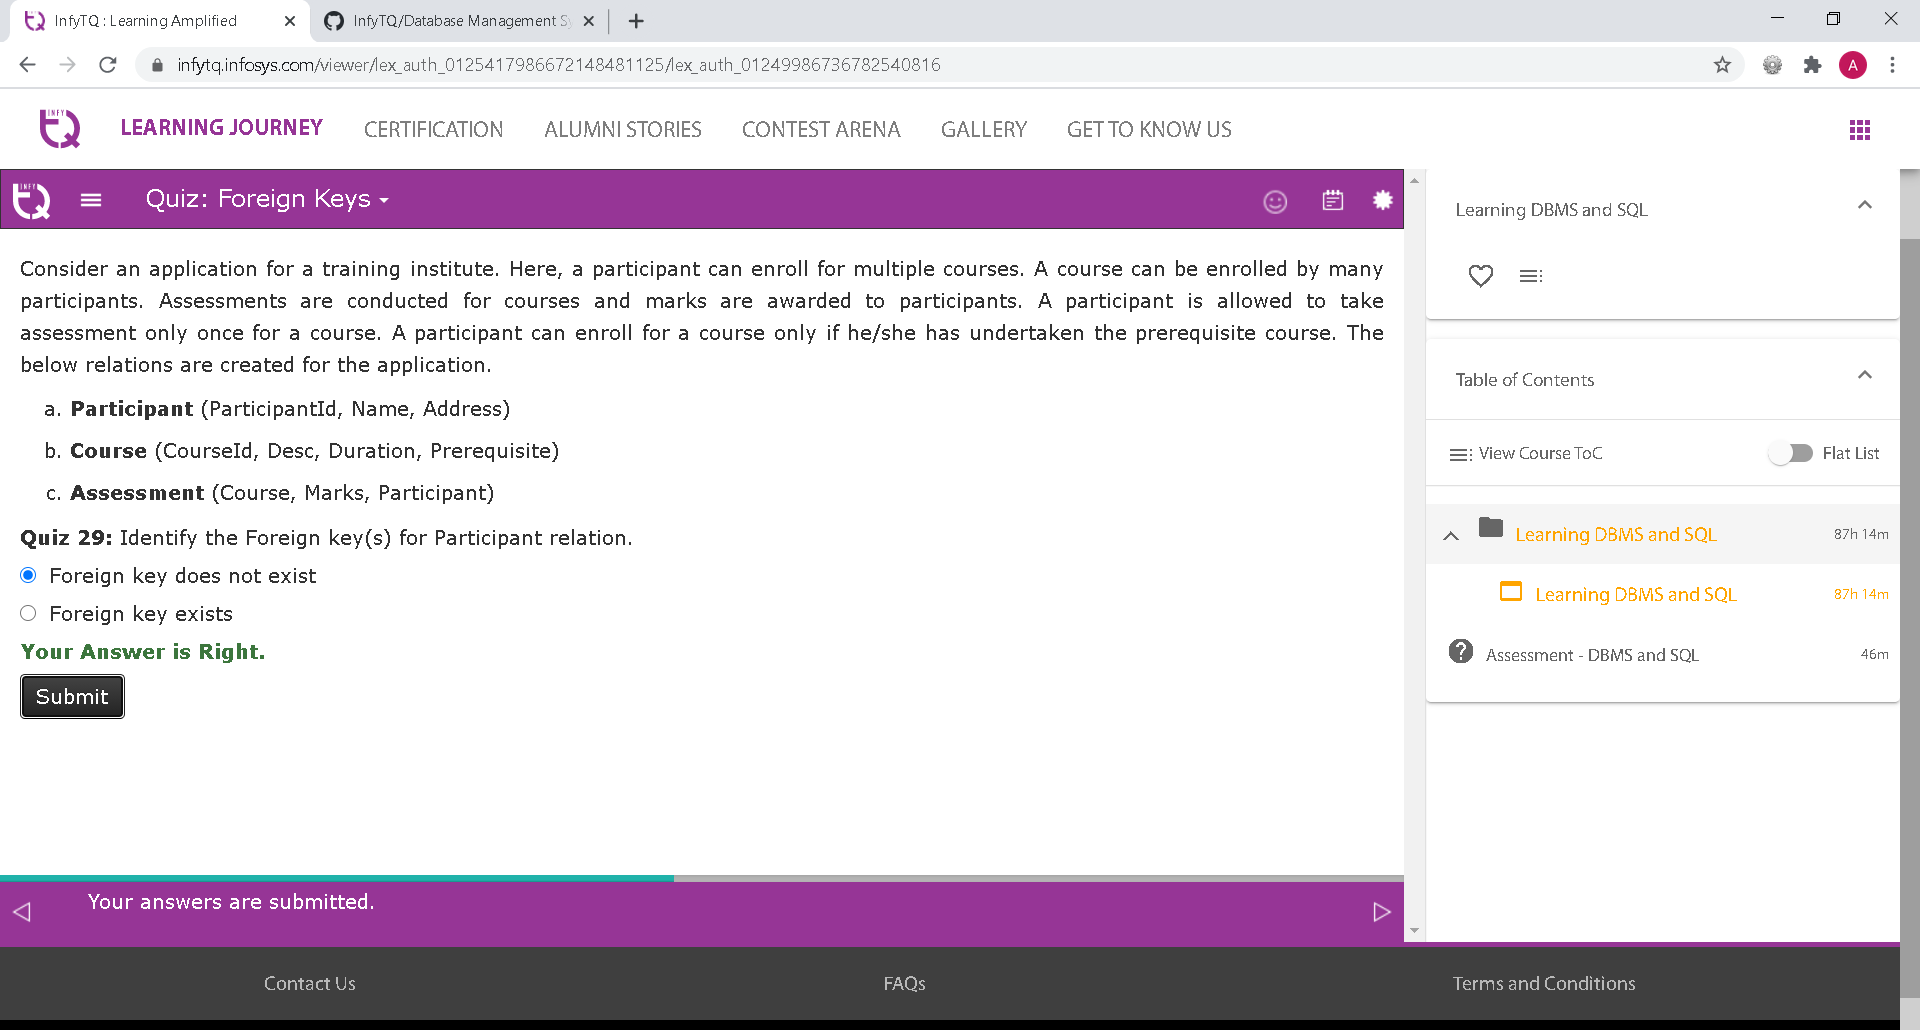 InfyTQ : Learning Amplified
InfyTQ/Database Management S
infytq.infosys.com/viewer/lex_auth_0125417986672148481125/lex_auth_01249986736782540816
A
INFY
TQ
LEARNING JOURNEY
CERTIFICATION
ALUMNI STORIES
CONTEST ARENA
GALLERY
GET TO KNOW US
INFY
TQ
Quiz: Foreign Keys
Consider an application for a training institute. Here, a participant can enroll for multiple courses. A course can be enrolled by many
participants. Assessments are conducted for courses and marks are awarded to participants. A participant is allowed to take
assessment only once for a course. A participant can enroll for a course only if he/she has undertaken the prerequisite course. The
below relations are created for the application.
a. Participant (ParticipantId, Name, Address)
b. Course (CourseId, Desc, Duration, Prerequisite)
c. Assessment (Course, Marks, Participant)
Quiz 29: Identify the Foreign key(s) for Participant relation.
Foreign key does not exist
Foreign key exists
Your Answer is Right.
Submit
Your answers are submitted.
Learning DBMS and SQL
Table of Contents
View Course ToC
Flat List
Learning DBMS and SQL
87h 14m
Learning DBMS and SQL
87h 14m
Assessment - DBMS and SQL
46m
Contact Us
FAQs
Terms and Conditions